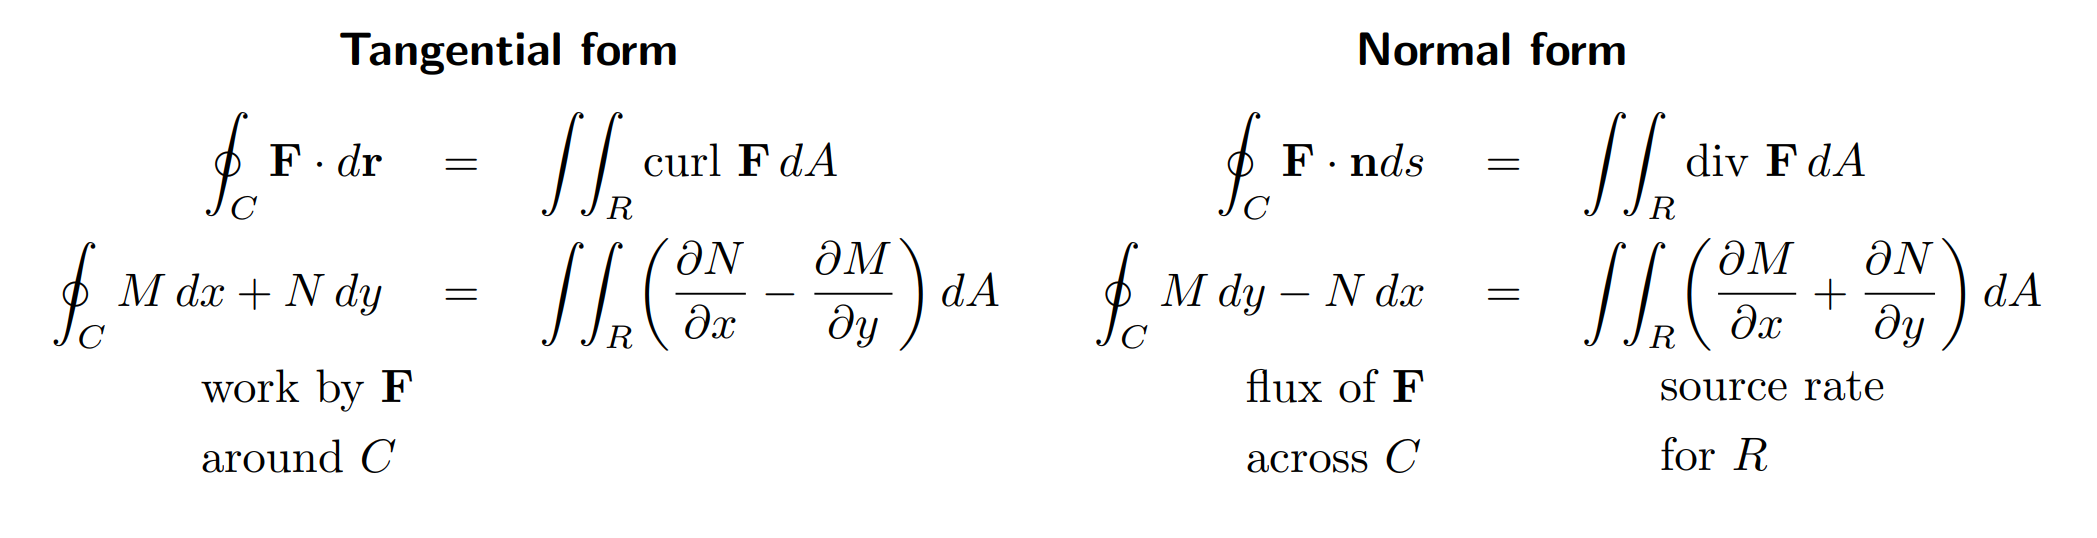 Tangential form Normal form
∮_C **F** · d**r** = ∬_R curl **F** dA ∮_C **F** · **n**ds = ∬_R div **F** dA
∮_C M dx + N dy = ∬_R (∂N/∂x − ∂M/∂y) dA ∮_C M dy − N dx = ∬_R (∂M/∂x + ∂N/∂y) dA
work by **F** flux of **F** source rate
around C across C for R